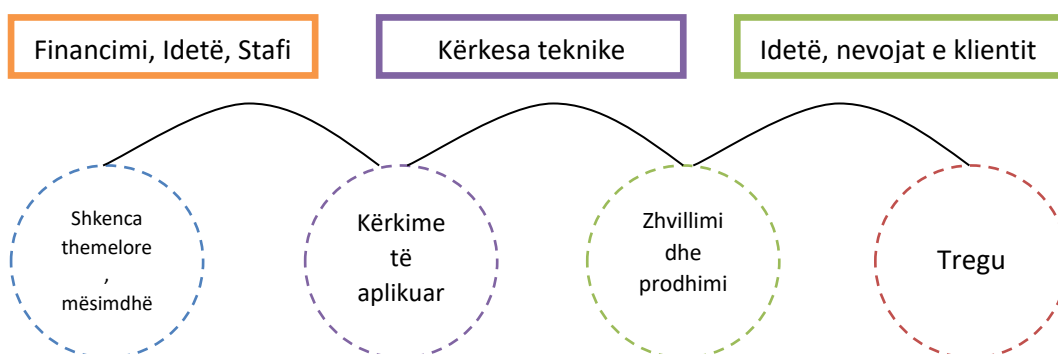 Financimi, Idetë, Stafi
Kërkesa teknike
Idetë, nevojat e klientit
Shkenca
themelore
,
mësimdhë
Kërkime
të
aplikuar
Zhvillimi
dhe
prodhimi
Tregu